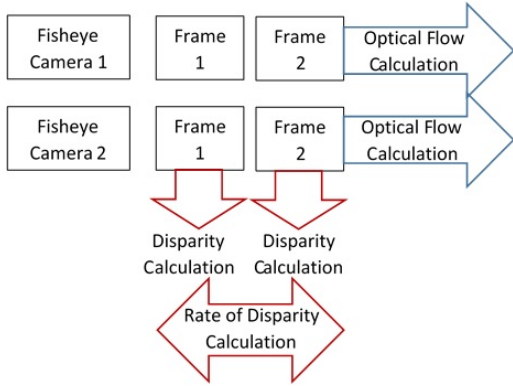 Fisheye
Camera 1
Frame
1
Frame
2
Optical Flow
Calculation
Fisheye
Camera 2
Frame
1
Frame
2
Optical Flow
Calculation
Disparity
Calculation
Disparity
Calculation
Rate of Disparity
Calculation